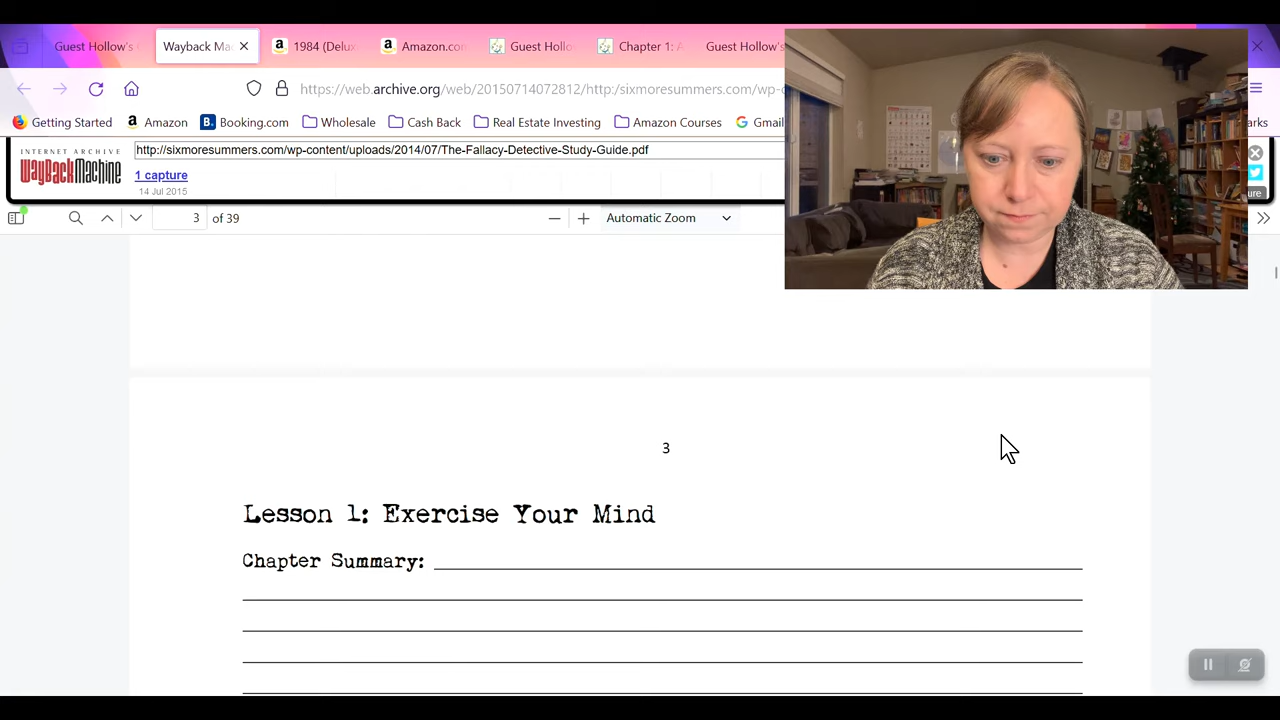 Guest Hollow's
Wayback Ma
1984 (Delu
Amazon.co
Guest Hollo
Chapter 1: A
Guest Hollow's
https://web.archive.org/web/20150714072812/http:/sixmoresummers.com/wp-c
Getting Started
Amazon
B.
Booking.com
Wholesale
Cash Back
Real Estate Investing
Amazon Courses
G
Gmail
arks
INTERNET ARCHIVE
WayBackMachine
http://sixmoresummers.com/wp-content/uploads/2014/07/The-Fallacy-Detective-Study-Guide.pdf
1 capture
14 Jul 2015
ure
3 of 39
Automatic Zoom
3
Lesson 1: Exercise Your Mind
Chapter Summary: